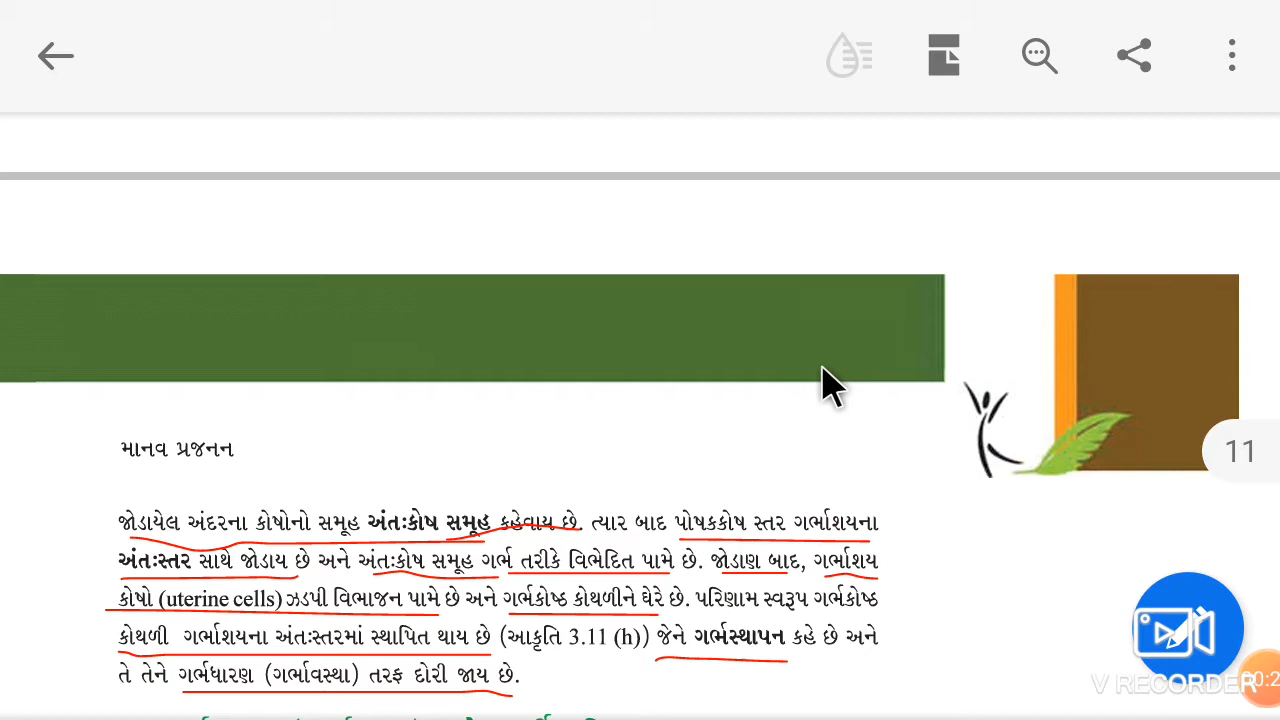 માનવ પ્રજનન
11
જોડાયેલ અંદરના કોષોનો સમૂહ અંતઃકોષ સમૂહ કહેવાય છે. ત્યાર બાદ પોષકકોષ સ્તર ગર્ભાશયના
અંતઃસ્તર સાથે જોડાય છે અને અંતઃકોષ સમૂહ ગર્ભ તરીકે વિભેદિત પામે છે. જોડાણ બાદ, ગર્ભાશય
કોષો (uterine cells) ઝડપી વિભાજન પામે છે અને ગર્ભકોષ્ઠ કોથળીને ઘેરે છે. પરિણામ સ્વરૂપ ગર્ભકોષ્ઠ
કોથળી ગર્ભાશયના અંતઃસ્તરમાં સ્થાપિત થાય છે (આકૃતિ 3.11 (h)) જેને ગર્ભસ્થાપન કહે છે અને
તે તેને ગર્ભધારણ (ગર્ભાવસ્થા) તરફ દોરી જાય છે.
V RECORDER